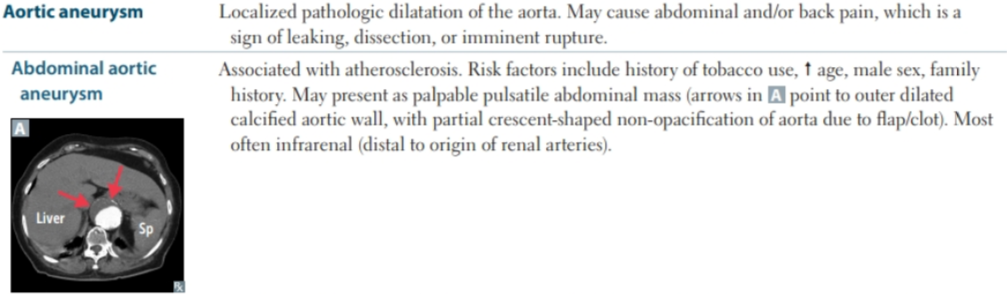 Aortic aneurysm
Localized pathologic dilatation of the aorta. May cause abdominal and/or back pain, which is a
sign of leaking, dissection, or imminent rupture.
Abdominal aortic
aneurysm
Associated with atherosclerosis. Risk factors include history of tobacco use, ↑ age, male sex, family
history. May present as palpable pulsatile abdominal mass (arrows in A point to outer dilated
calcified aortic wall, with partial crescent-shaped non-opacification of aorta due to flap/clot). Most
often infrarenal (distal to origin of renal arteries).
A
Liver
Sp